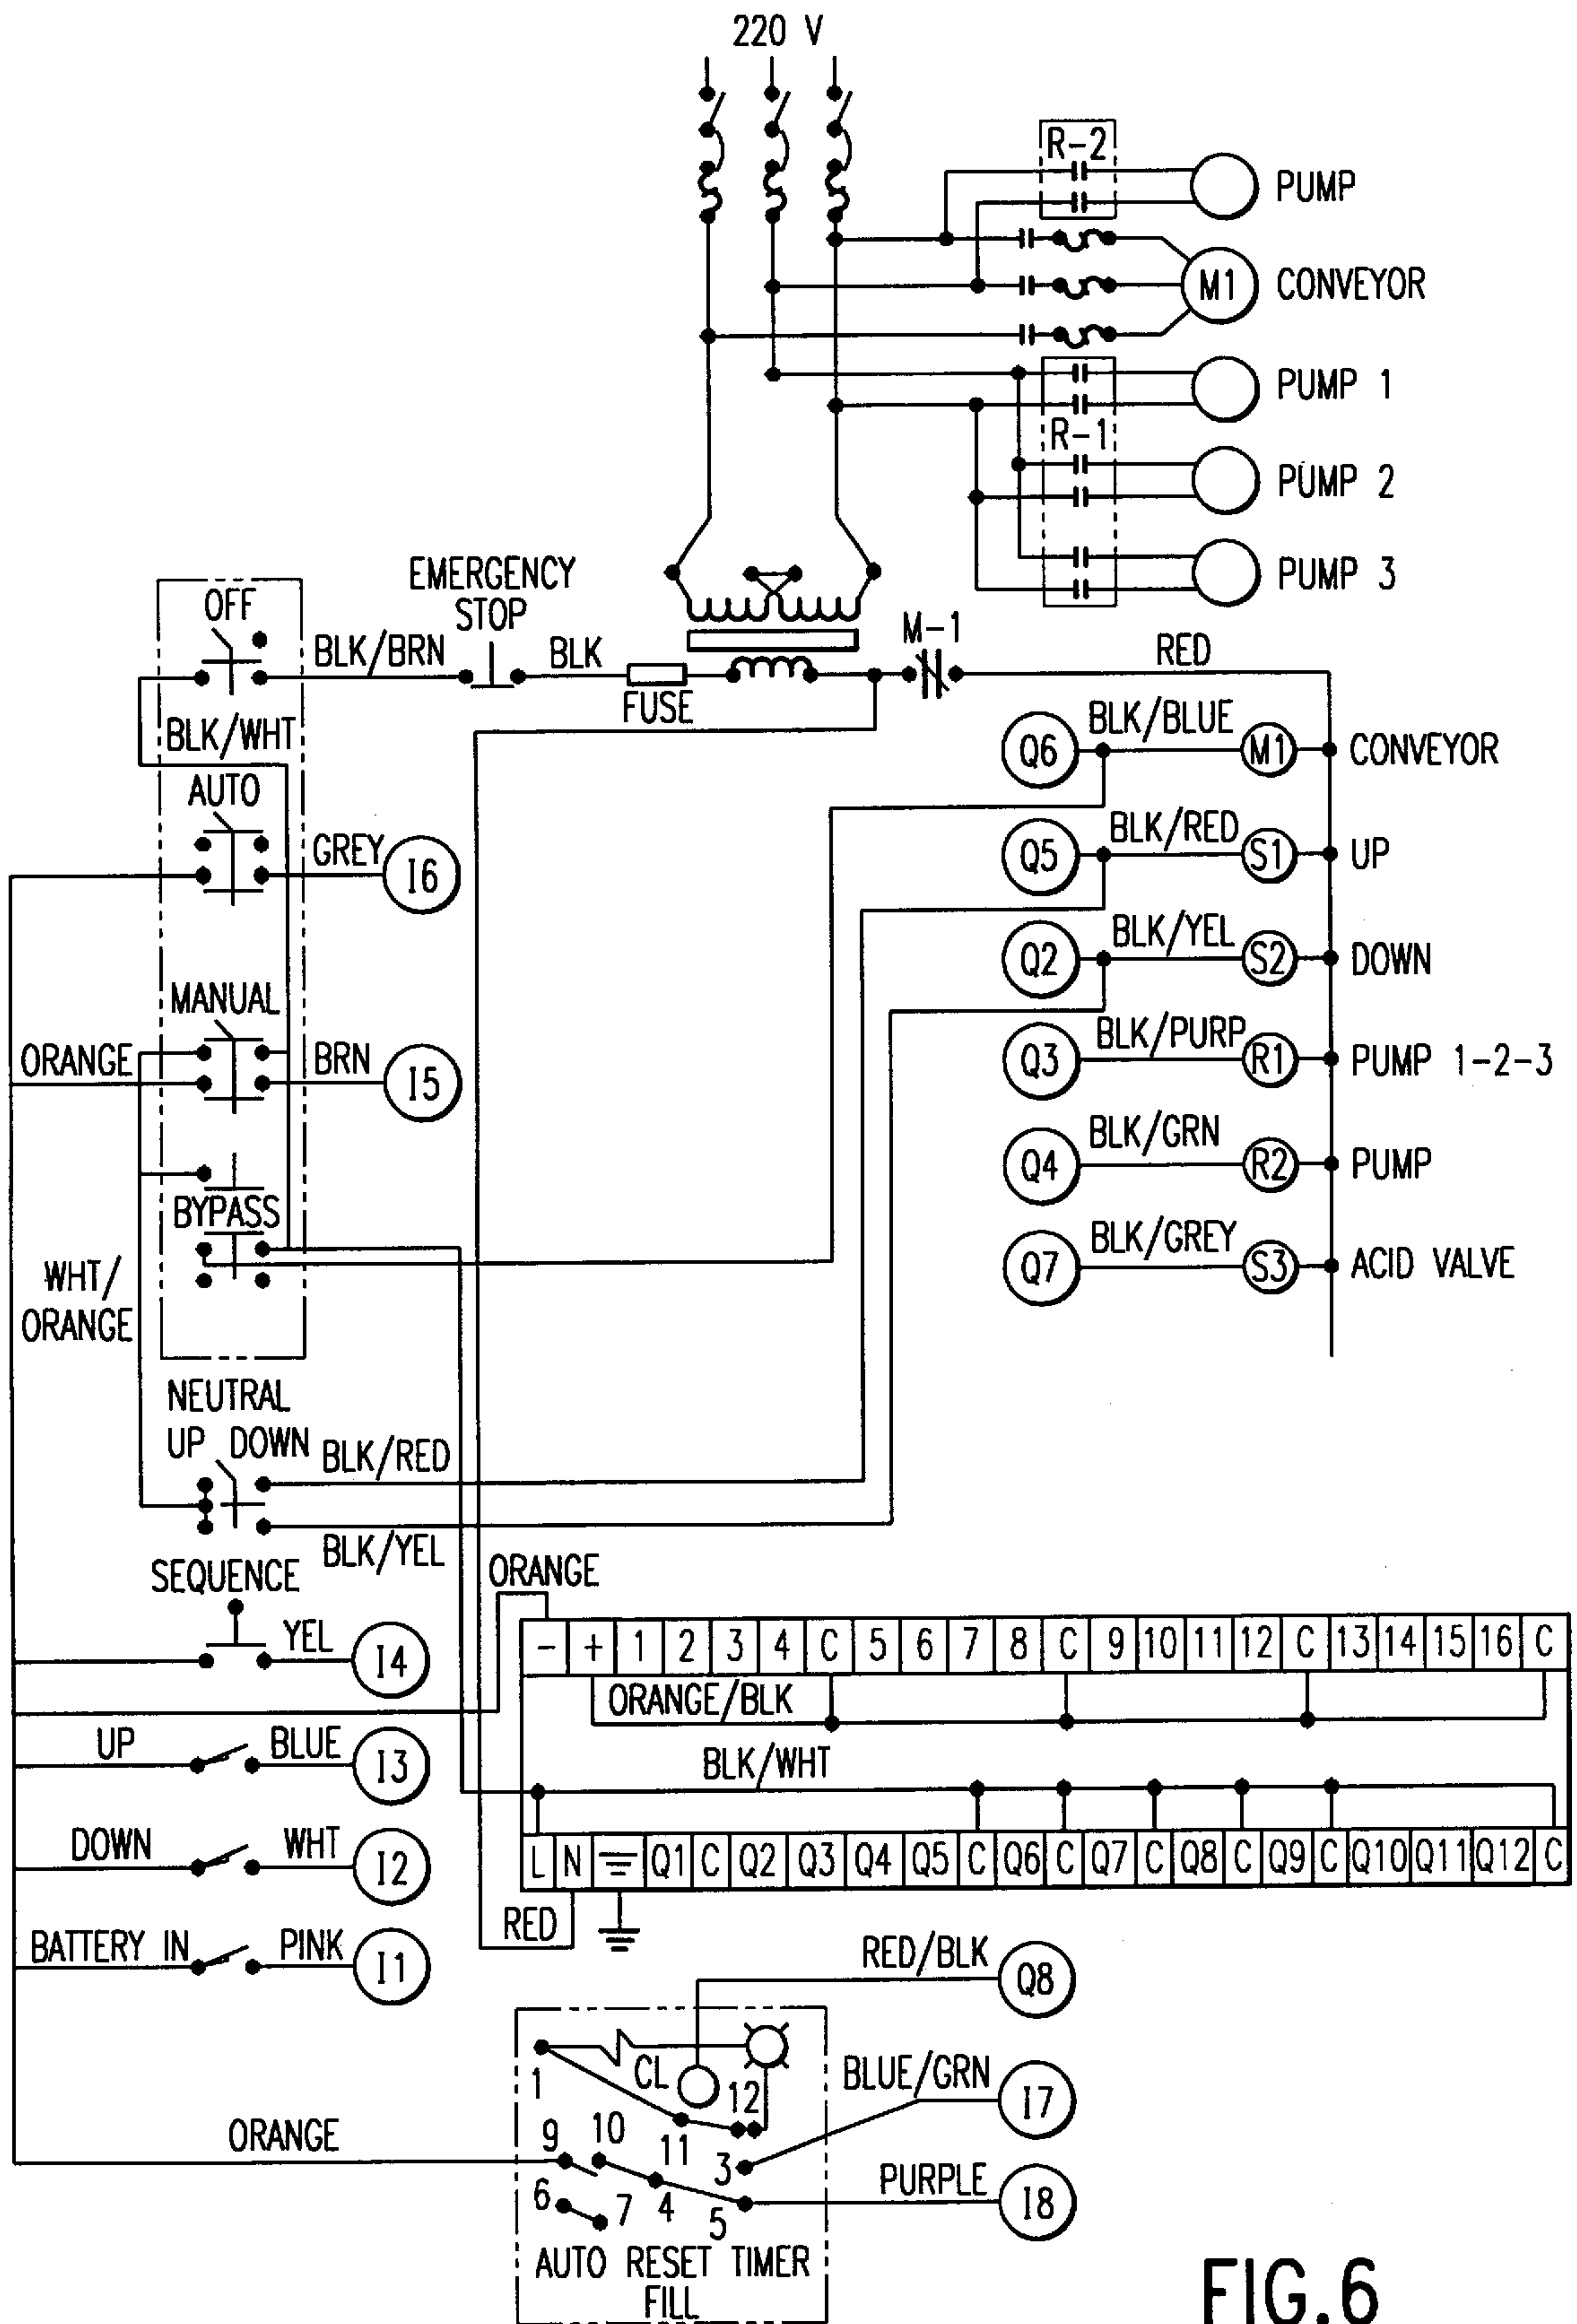 220 V
R-2
PUMP
M1
CONVEYOR
PUMP 1
R-1
PUMP 2
PUMP 3
EMERGENCY
STOP
OFF
BLK/BRN
BLK
FUSE
M-1
RED
BLK/WHT
AUTO
GREY
I6
MANUAL
ORANGE
BRN
I5
BYPASS
WHT/
ORANGE
Q6
BLK/BLUE
M1
CONVEYOR
Q5
BLK/RED
S1
UP
Q2
BLK/YEL
S2
DOWN
Q3
BLK/PURP
R1
PUMP 1-2-3
Q4
BLK/GRN
R2
PUMP
Q7
BLK/GREY
S3
ACID VALVE
NEUTRAL
UP DOWN
BLK/RED
BLK/YEL
SEQUENCE
YEL
I4
UP
BLUE
I3
DOWN
WHT
I2
BATTERY IN
PINK
I1
ORANGE
- + 1 2 3 4 C 5 6 7 8 C 9 10 11 12 C 13 14 15 16 C
ORANGE/BLK
BLK/WHT
L N Q1 C Q2 Q3 Q4 Q5 C Q6 C Q7 C Q8 C Q9 C Q10 Q11 Q12 C
RED
RED/BLK
Q8
1
CL
12
BLUE/GRN
I7
ORANGE
9
10
11
3
PURPLE
I8
6
7
4
5
AUTO RESET TIMER
FILL
FIG.6